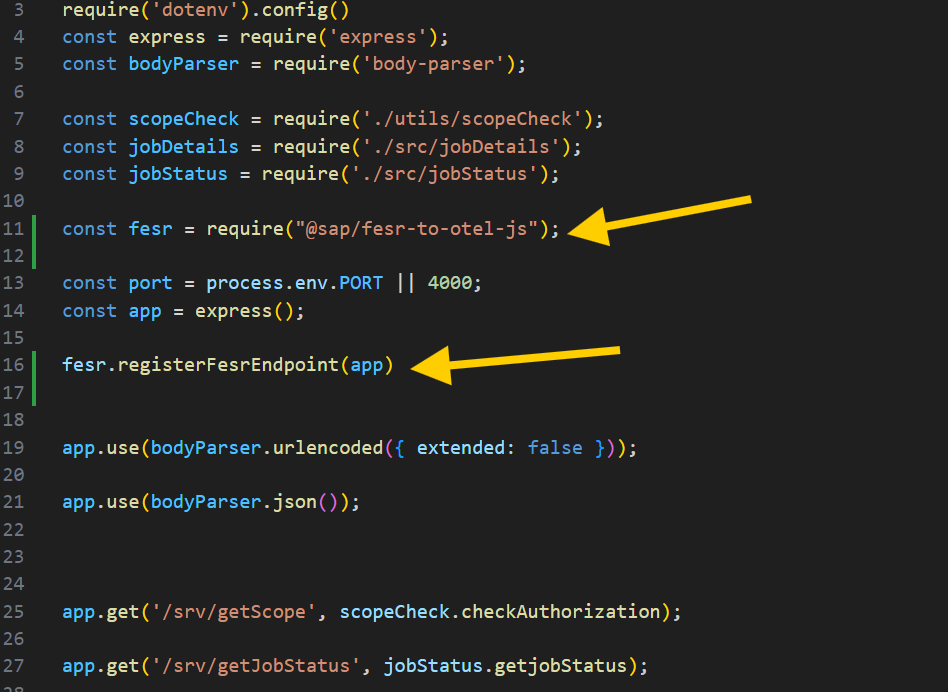 3 require('dotenv').config()
4 const express = require('express');
5 const bodyParser = require('body-parser');
6
7 const scopeCheck = require('./utils/scopeCheck');
8 const jobDetails = require('./src/jobDetails');
9 const jobStatus = require('./src/jobStatus');
10
11 const fesr = require("@sap/fesr-to-otel-js");
12
13 const port = process.env.PORT || 4000;
14 const app = express();
15
16 fesr.registerFesrEndpoint(app)
17
18
19 app.use(bodyParser.urlencoded({ extended: false }));
20
21 app.use(bodyParser.json());
22
23
24
25 app.get('/srv/getScope', scopeCheck.checkAuthorization);
26
27 app.get('/srv/getJobStatus', jobStatus.getjobStatus);
28